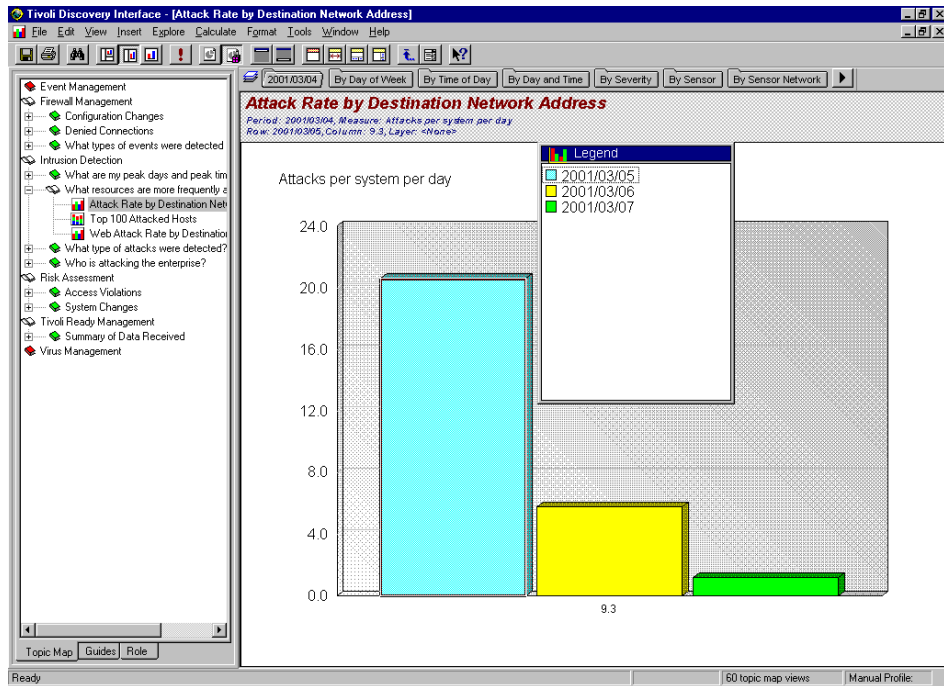 Tivoli Discovery Interface - [Attack Rate by Destination Network Address]
File Edit View Insert Explore Calculate Format Tools Window Help
Event Management
Firewall Management
Configuration Changes
Denied Connections
What types of events were detected
Intrusion Detection
What are my peak days and peak tim
What resources are more frequently a
Attack Rate by Destination Net
Top 100 Attacked Hosts
Web Attack Rate by Destination
What type of attacks were detected?
Who is attacking the enterprise?
Risk Assessment
Access Violations
System Changes
Tivoli Ready Management
Summary of Data Received
Virus Management
Topic Map Guides Role
2001/03/04 By Day of Week By Time of Day By Day and Time By Severity By Sensor By Sensor Network
Attack Rate by Destination Network Address
Period: 2001/03/04, Measure: Attacks per system per day
Row: 2001/03/05, Column: 9.3, Layer: <None>
Legend
2001/03/05
2001/03/06
2001/03/07
Attacks per system per day
24.0
20.0
16.0
12.0
8.0
4.0
0.0
9.3
Ready 60 topic map views Manual Profile: